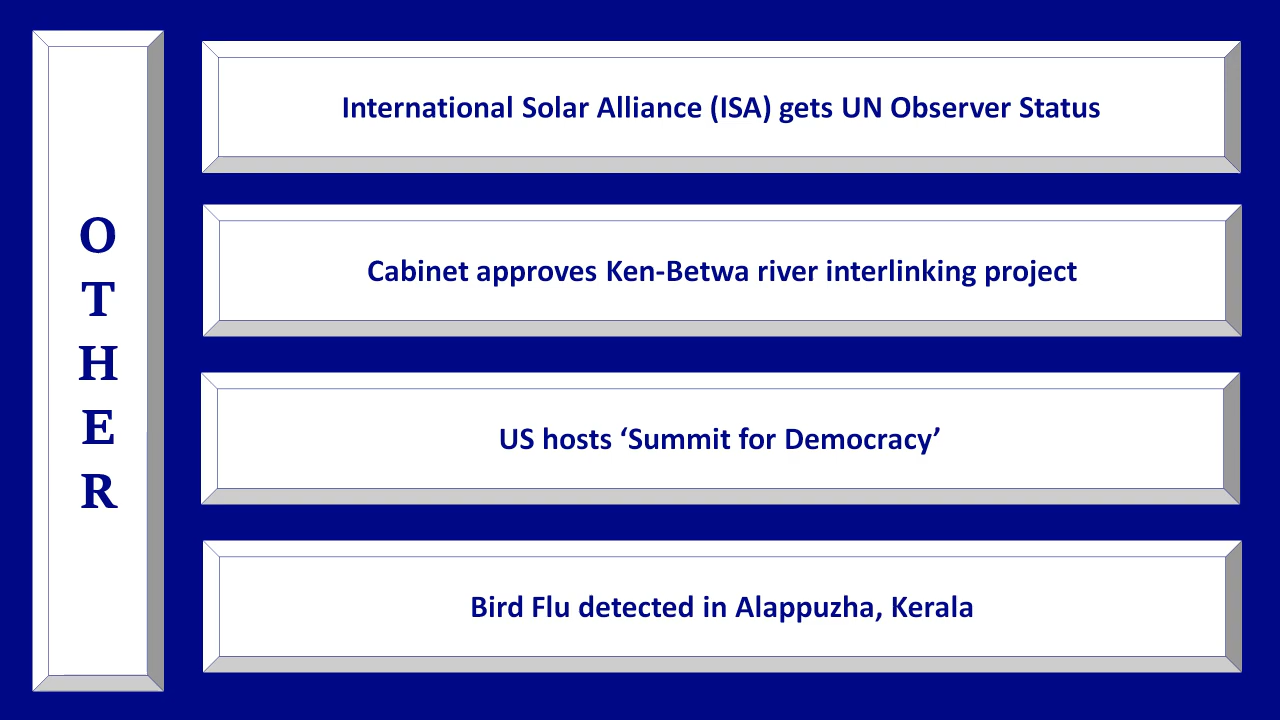 OTHER
International Solar Alliance (ISA) gets UN Observer Status
Cabinet approves Ken-Betwa river interlinking project
US hosts ‘Summit for Democracy’
Bird Flu detected in Alappuzha, Kerala